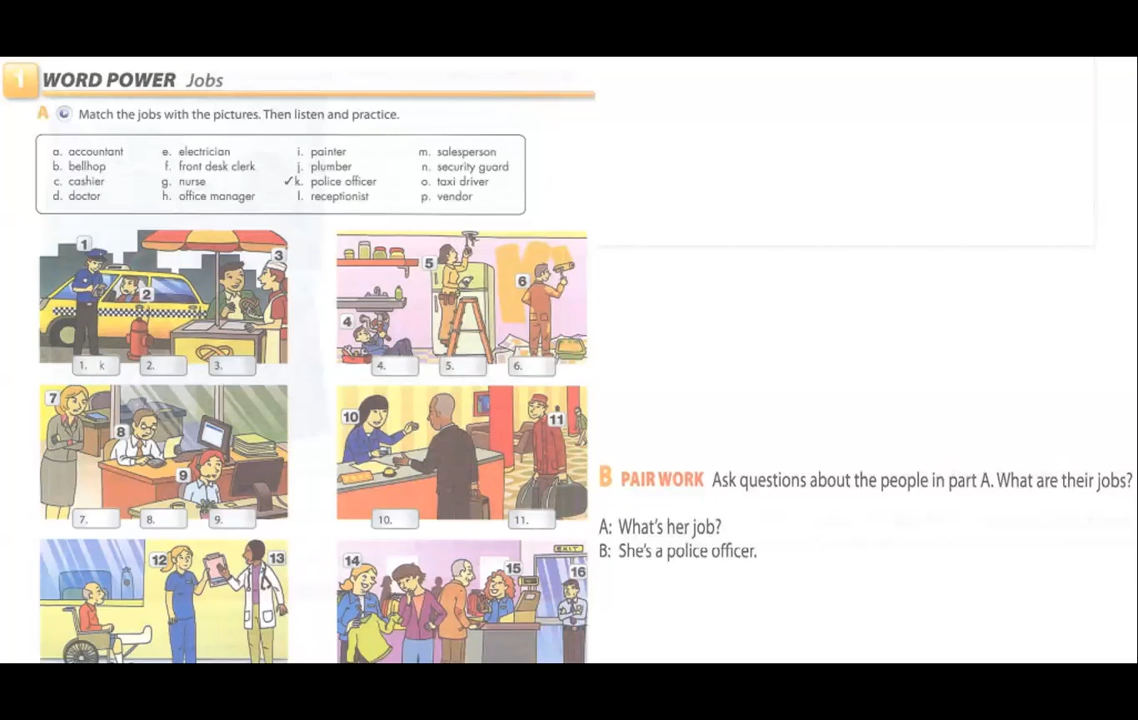 1 WORD POWER Jobs
A Match the jobs with the pictures. Then listen and practice.
a. accountant e. electrician i. painter m. salesperson
b. bellhop f. front desk clerk j. plumber n. security guard
c. cashier g. nurse ✓k. police officer o. taxi driver
d. doctor h. office manager l. receptionist p. vendor
1 2 3
1. k 2. 3.
4 5 6
4. 5. 6.
7 8 9
7. 8. 9.
10 11
10. 11.
12 13
14 15 16
EXIT
B PAIR WORK Ask questions about the people in part A. What are their jobs?
A: What's her job?
B: She's a police officer.